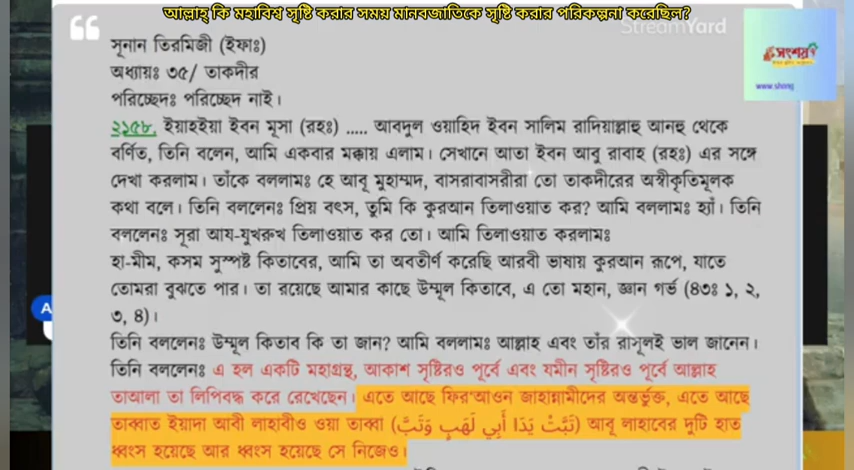 আল্লাহ্ কি মহাবিশ্ব সৃষ্টি করার সময় মানবজাতিকে সৃষ্টি করার পরিকল্পনা করেছিল?
StreamYard
সংশয়
www.shong
সূনান তিরমিজী (ইফাঃ)
অধ্যায়ঃ ৩৫/ তাকদীর
পরিচ্ছেদঃ পরিচ্ছেদ নাই।
২১৫৮. ইয়াহইয়া ইবন মূসা (রহঃ) ..... আবদুল ওয়াহিদ ইবন সালিম রাদিয়াল্লাহু আনহু থেকে
বর্ণিত, তিনি বলেন, আমি একবার মক্কায় এলাম। সেখানে আতা ইবন আবু রাবাহ (রহঃ) এর সঙ্গে
দেখা করলাম। তাঁকে বললামঃ হে আবূ মুহাম্মদ, বাসরাবাসরীরা তো তাকদীরের অস্বীকৃতিমূলক
কথা বলে। তিনি বললেনঃ প্রিয় বৎস, তুমি কি কুরআন তিলাওয়াত কর? আমি বললামঃ হ্যাঁ। তিনি
বললেনঃ সূরা আয-যুখরুখ তিলাওয়াত কর তো। আমি তিলাওয়াত করলামঃ
হা-মীম, কসম সুস্পষ্ট কিতাবের, আমি তা অবতীর্ণ করেছি আরবী ভাষায় কুরআন রূপে, যাতে
তোমরা বুঝতে পার। তা রয়েছে আমার কাছে উম্মূল কিতাবে, এ তো মহান, জ্ঞান গর্ভ (৪৩ঃ ১, ২,
৩, ৪)।
A
তিনি বললেনঃ উম্মূল কিতাব কি তা জান? আমি বললামঃ আল্লাহ এবং তাঁর রাসূলই ভাল জানেন।
তিনি বললেনঃ এ হল একটি মহাগ্রন্থ, আকাশ সৃষ্টিরও পূর্বে এবং যমীন সৃষ্টিরও পূর্বে আল্লাহ
তাআলা তা লিপিবদ্ধ করে রেখেছেন। এতে আছে ফির'আওন জাহান্নামীদের অন্তর্ভুক্ত, এতে আছে
তাব্বাত ইয়াদা আবী লাহাবীও ওয়া তাব্বা (تَبَّتْ يَدَا أَبِي لَهَبٍ وَتَبَّ) আবূ লাহাবের দুটি হাত
ধ্বংস হয়েছে আর ধ্বংস হয়েছে সে নিজেও।